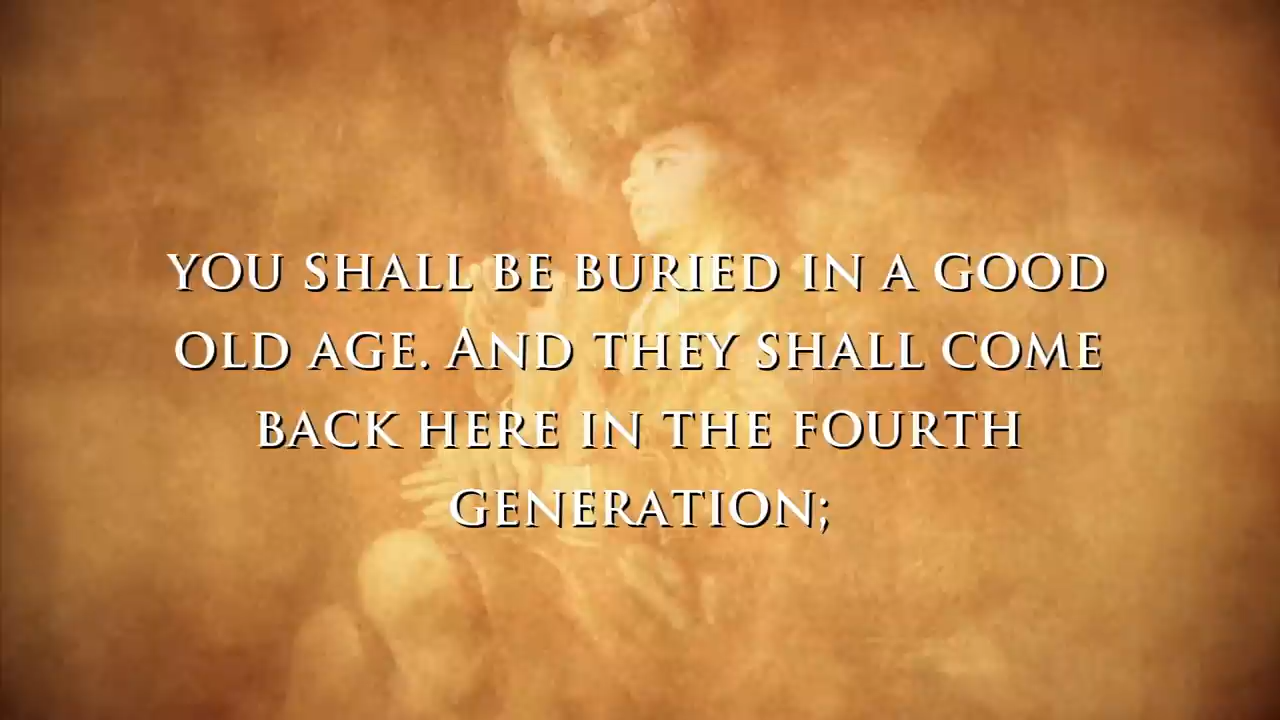 you shall be buried in a good
old age. And they shall come
back here in the fourth
generation;